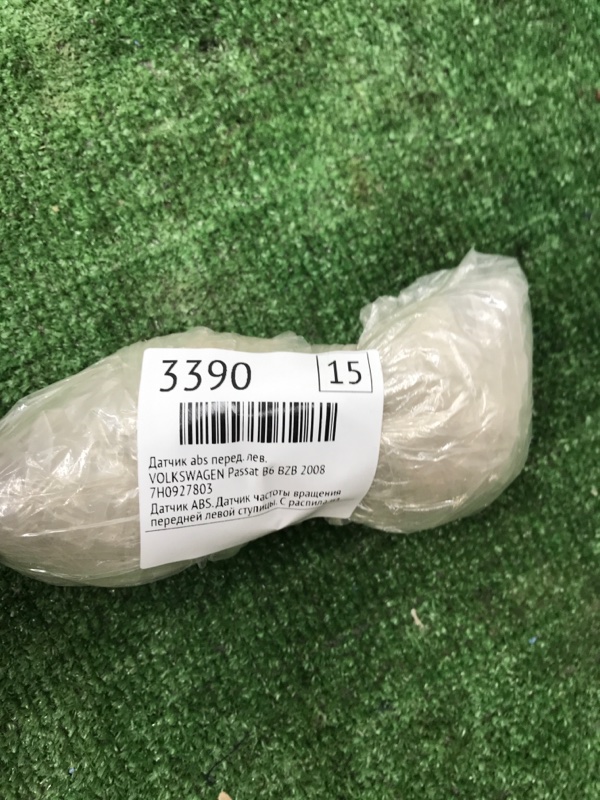 3390 15
Датчик abs перед. лев.
VOLKSWAGEN Passat B6 BZB 2008
7H0927803
Датчик ABS.Датчик частоты вращения
передней левой ступицы. С